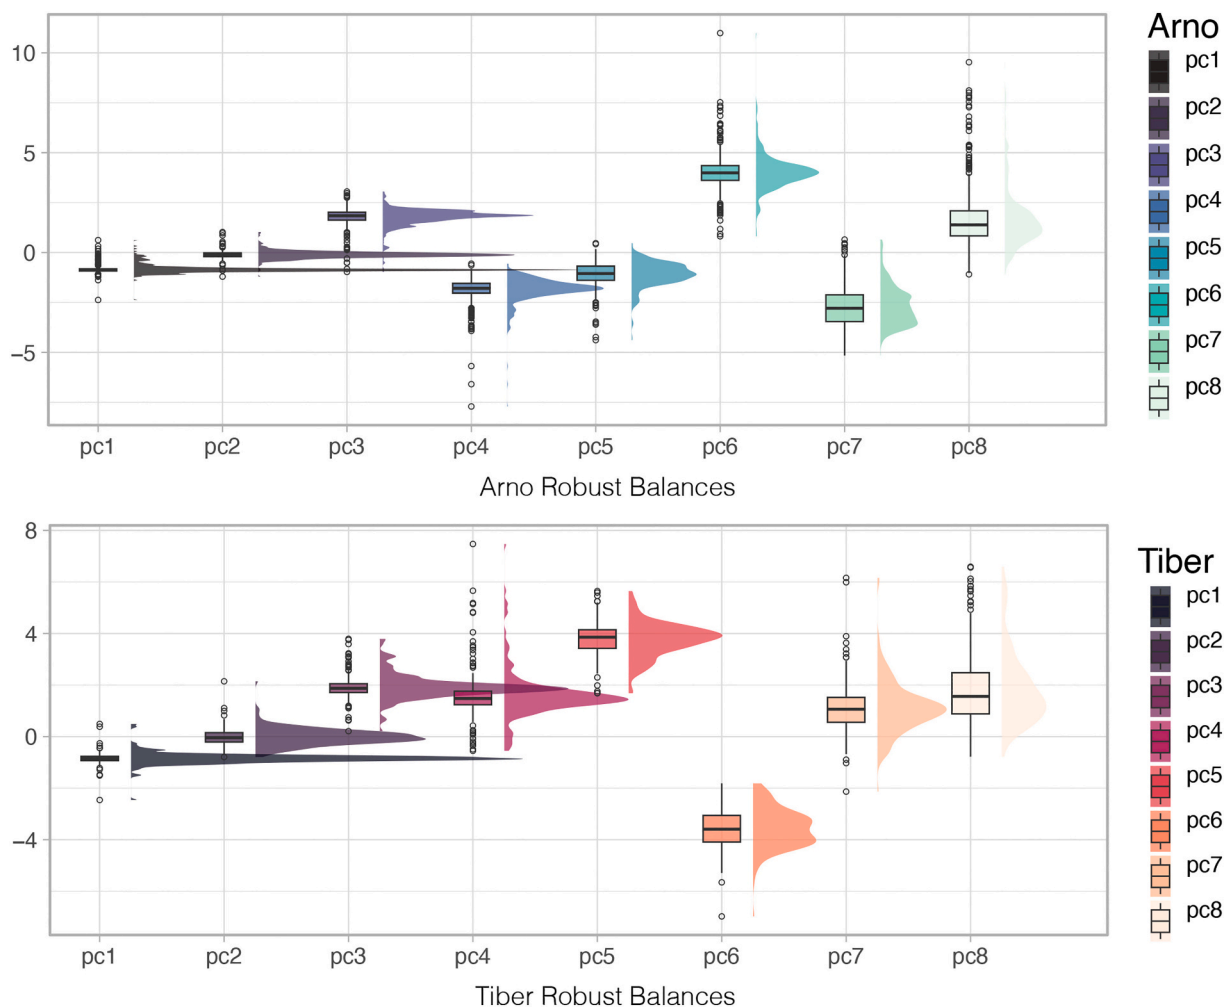 Arno
10
5
0
−5
pc1
pc2
pc3
pc4
pc5
pc6
pc7
pc8
pc1 pc2 pc3 pc4 pc5 pc6 pc7 pc8
Arno Robust Balances
Tiber
8
4
0
−4
pc1
pc2
pc3
pc4
pc5
pc6
pc7
pc8
pc1 pc2 pc3 pc4 pc5 pc6 pc7 pc8
Tiber Robust Balances